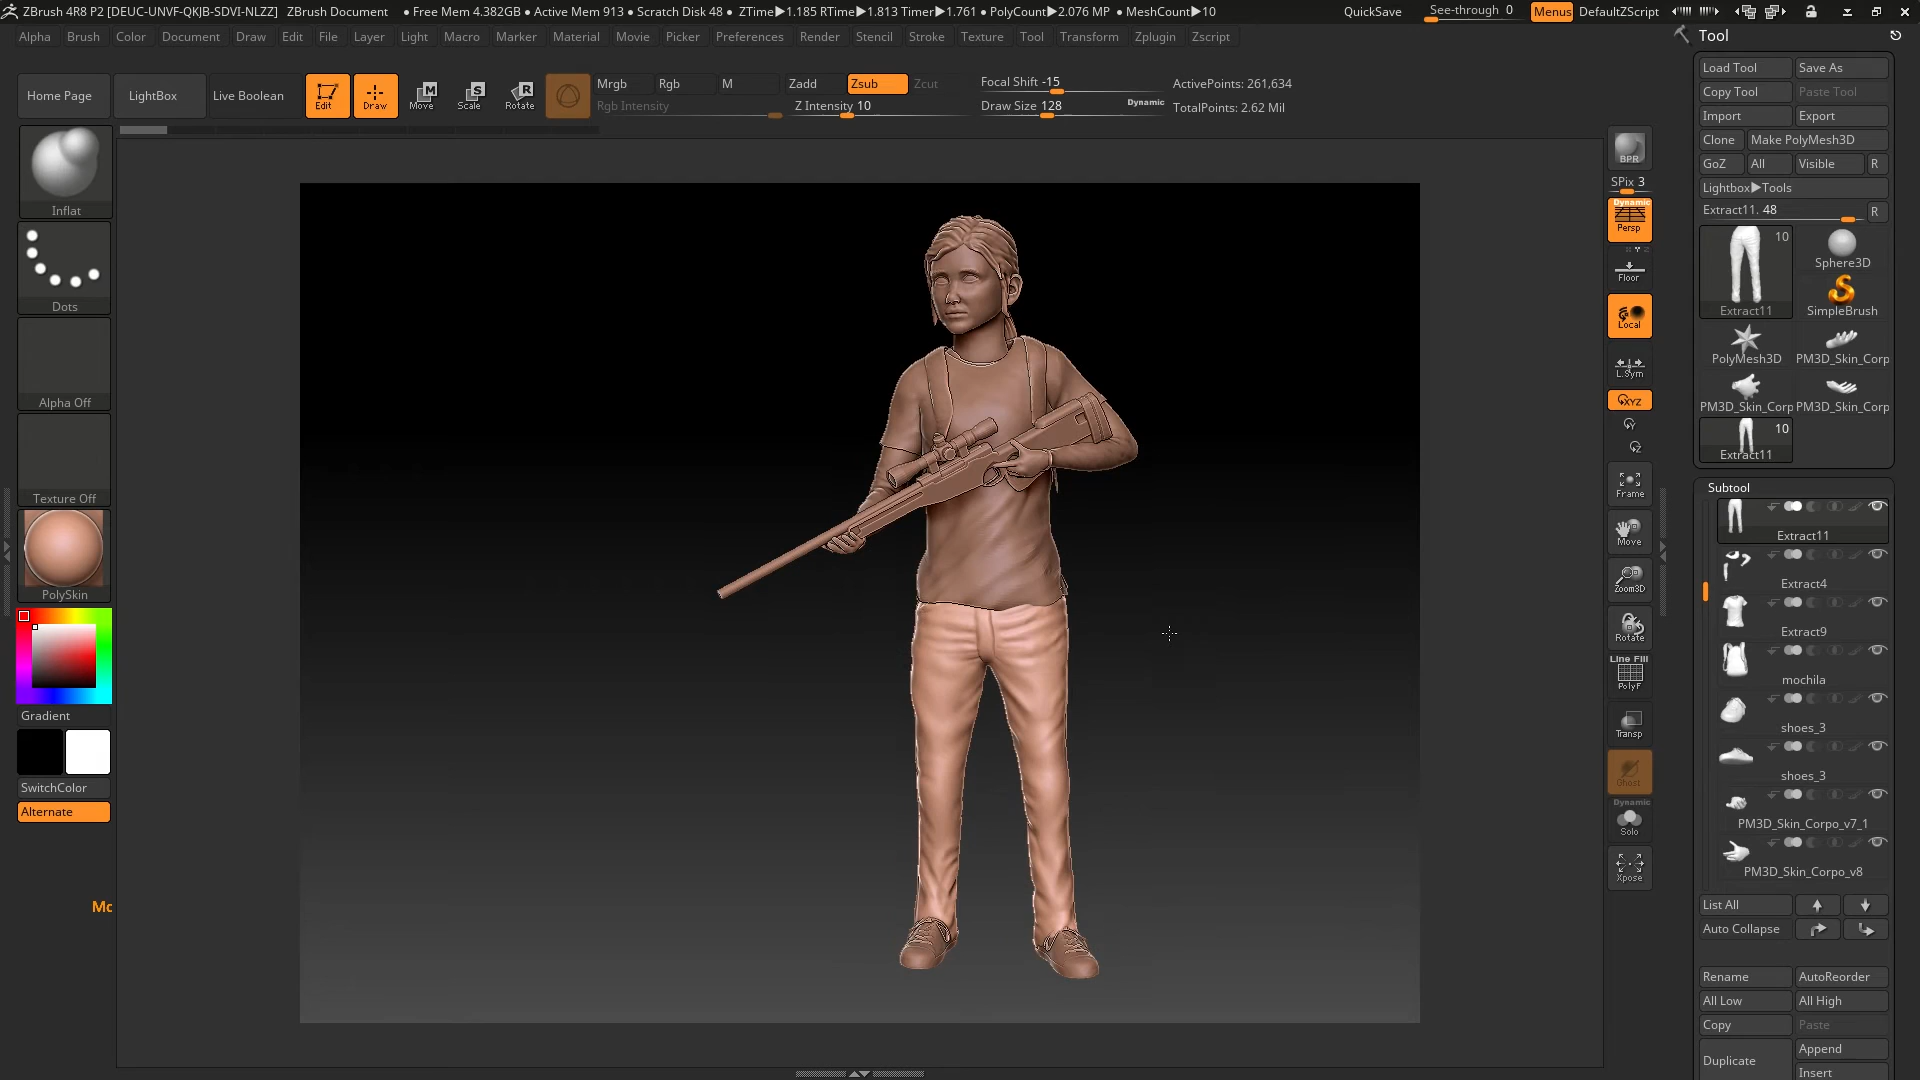 ZBrush 4R8 P2 [DEUC-UNVF-QKJB-SDVI-NLZZ] ZBrush Document • Free Mem 4.382GB • Active Mem 913 • Scratch Disk 48 • ZTime▶1.185 RTime▶1.813 Timer▶1.761 • PolyCount▶2.076 MP • MeshCount▶10 QuickSave See-through 0 Menus DefaultZScript
Alpha Brush Color Document Draw Edit File Layer Light Macro Marker Material Movie Picker Preferences Render Stencil Stroke Texture Tool Transform Zplugin Zscript
Home Page LightBox Live Boolean
Edit Draw Move Scale Rotate
M S R
Mrgb Rgb M
Rgb Intensity
Zadd Zsub Zcut
Z Intensity 10
Focal Shift -15
Draw Size 128 Dynamic
ActivePoints: 261,634
TotalPoints: 2.62 Mil
Inflat
Dots
Alpha Off
Texture Off
PolySkin
Gradient
SwitchColor
Alternate
Mc
BPR
SPix 3
Dynamic
Persp
Floor
Local
L.Sym
XYZ
Y
Z
Frame
Move
Zoom3D
Rotate
Line Fill
PolyF
Transp
Ghost
Dynamic
Solo
Xpose
Tool
Load Tool Save As
Copy Tool Paste Tool
Import Export
Clone Make PolyMesh3D
GoZ All Visible R
Lightbox▶Tools
Extract11. 48 R
10
Sphere3D
Extract11 SimpleBrush
PolyMesh3D PM3D_Skin_Corp
PM3D_Skin_Corp PM3D_Skin_Corp
10
Extract11
Subtool
Extract11
Extract4
Extract9
mochila
shoes_3
shoes_3
PM3D_Skin_Corpo_v7_1
PM3D_Skin_Corpo_v8
List All
Auto Collapse
Rename AutoReorder
All Low All High
Copy Paste
Duplicate Append
Insert